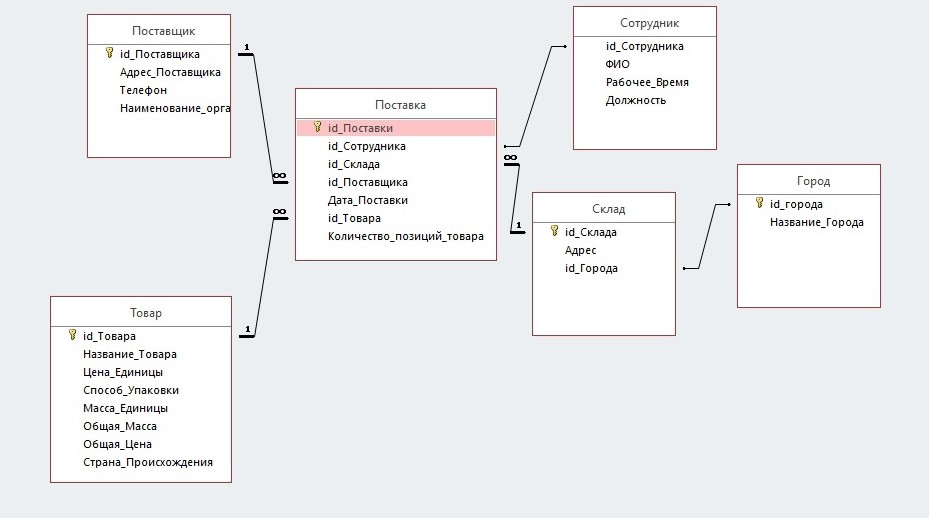 Поставщик
id_Поставщика
Адрес_Поставщика
Телефон
Наименование_орга
1
∞
Поставка
id_Поставки
id_Сотрудника
id_Склада
id_Поставщика
Дата_Поставки
id_Товара
Количество_позиций_товара
Сотрудник
id_Сотрудника
ФИО
Рабочее_Время
Должность
∞
1
Склад
id_Склада
Адрес
id_Города
Город
id_города
Название_Города
∞
1
Товар
id_Товара
Название_Товара
Цена_Единицы
Способ_Упаковки
Масса_Единицы
Общая_Масса
Общая_Цена
Страна_Происхождения